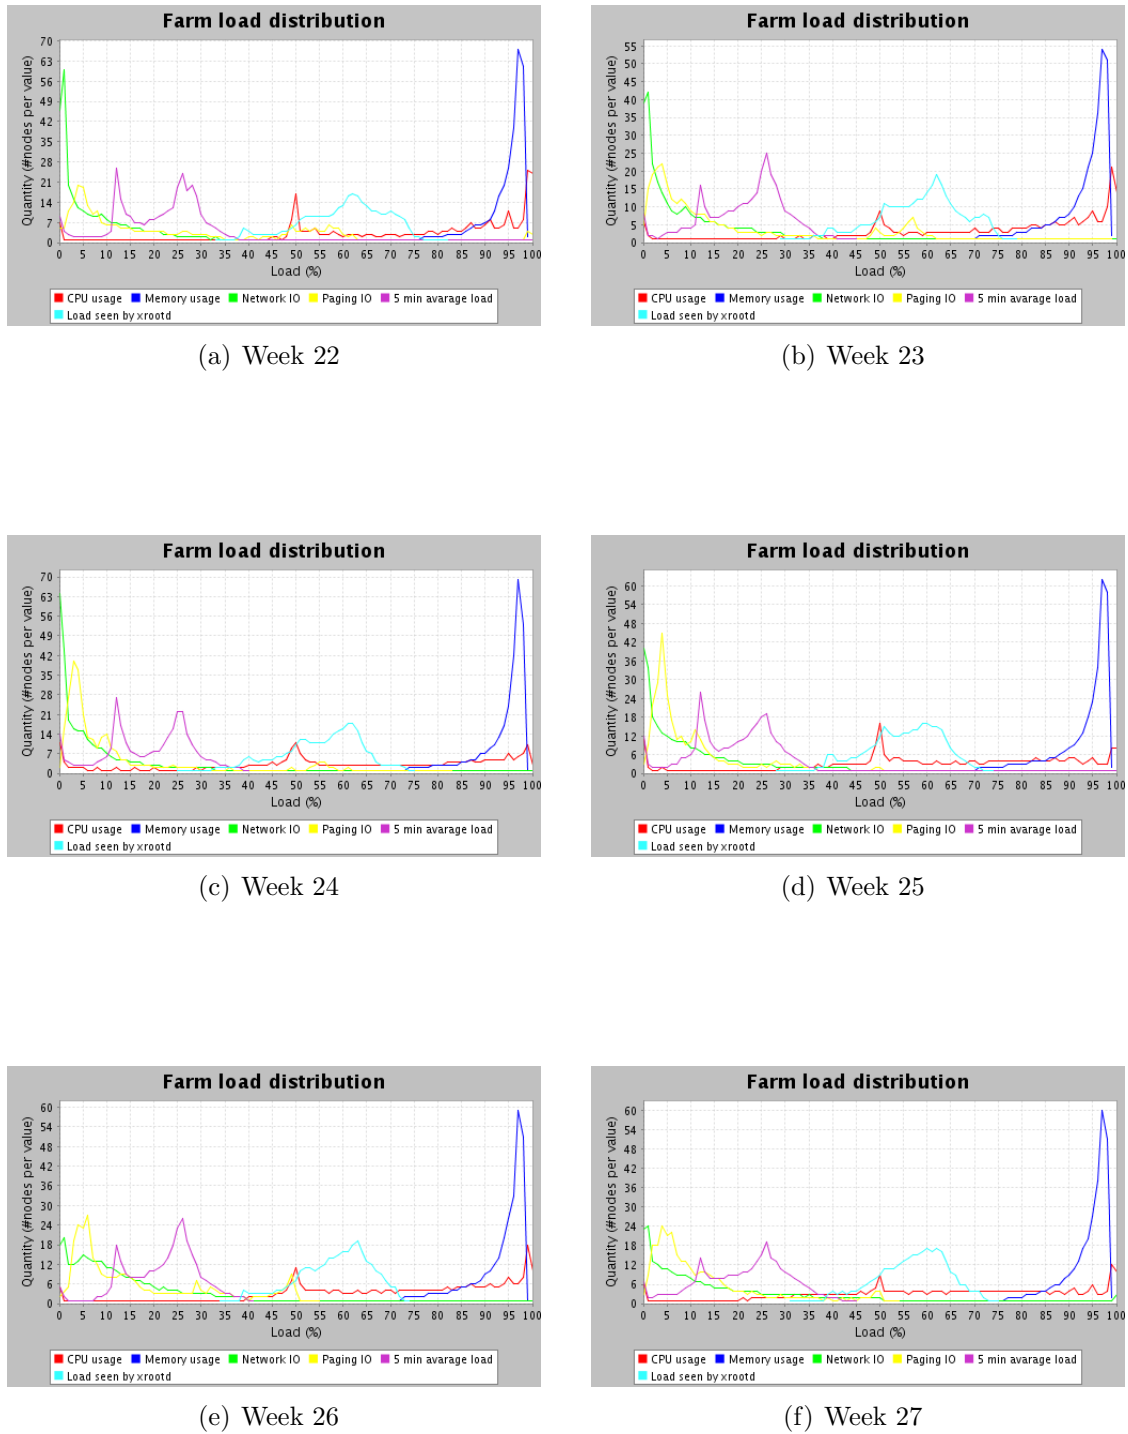 Farm load distribution
Quantity (#nodes per value)
70
63
56
49
42
35
28
21
14
7
0
0 5 10 15 20 25 30 35 40 45 50 55 60 65 70 75 80 85 90 95 100
Load (%)
CPU usage Memory usage Network IO Paging IO 5 min avarage load
Load seen by xrootd
(a) Week 22
Farm load distribution
Quantity (#nodes per value)
55
50
45
40
35
30
25
20
15
10
5
0
0 5 10 15 20 25 30 35 40 45 50 55 60 65 70 75 80 85 90 95 100
Load (%)
CPU usage Memory usage Network IO Paging IO 5 min avarage load
Load seen by xrootd
(b) Week 23
Farm load distribution
Quantity (#nodes per value)
70
63
56
49
42
35
28
21
14
7
0
0 5 10 15 20 25 30 35 40 45 50 55 60 65 70 75 80 85 90 95 100
Load (%)
CPU usage Memory usage Network IO Paging IO 5 min avarage load
Load seen by xrootd
(c) Week 24
Farm load distribution
Quantity (#nodes per value)
60
54
48
42
36
30
24
18
12
6
0
0 5 10 15 20 25 30 35 40 45 50 55 60 65 70 75 80 85 90 95 100
Load (%)
CPU usage Memory usage Network IO Paging IO 5 min avarage load
Load seen by xrootd
(d) Week 25
Farm load distribution
Quantity (#nodes per value)
60
54
48
42
36
30
24
18
12
6
0
0 5 10 15 20 25 30 35 40 45 50 55 60 65 70 75 80 85 90 95 100
Load (%)
CPU usage Memory usage Network IO Paging IO 5 min avarage load
Load seen by xrootd
(e) Week 26
Farm load distribution
Quantity (#nodes per value)
60
54
48
42
36
30
24
18
12
6
0
0 5 10 15 20 25 30 35 40 45 50 55 60 65 70 75 80 85 90 95 100
Load (%)
CPU usage Memory usage Network IO Paging IO 5 min avarage load
Load seen by xrootd
(f) Week 27